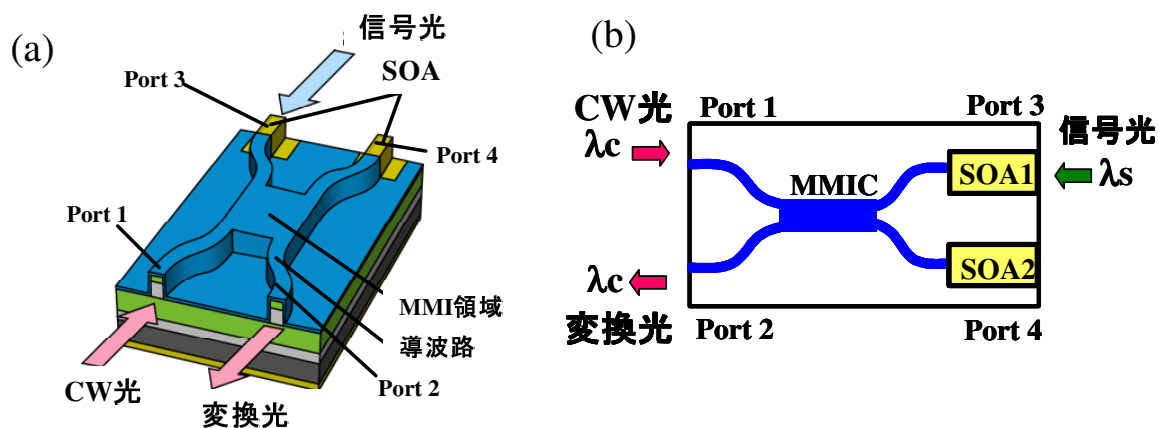 (a)
信号光
SOA
Port 3
Port 4
Port 1
MMI領域
導波路
Port 2
CW光
変換光
(b)
CW光
λc
Port 1
Port 3
信号光
λs
MMIC
SOA1
SOA2
λc
変換光
Port 2
Port 4